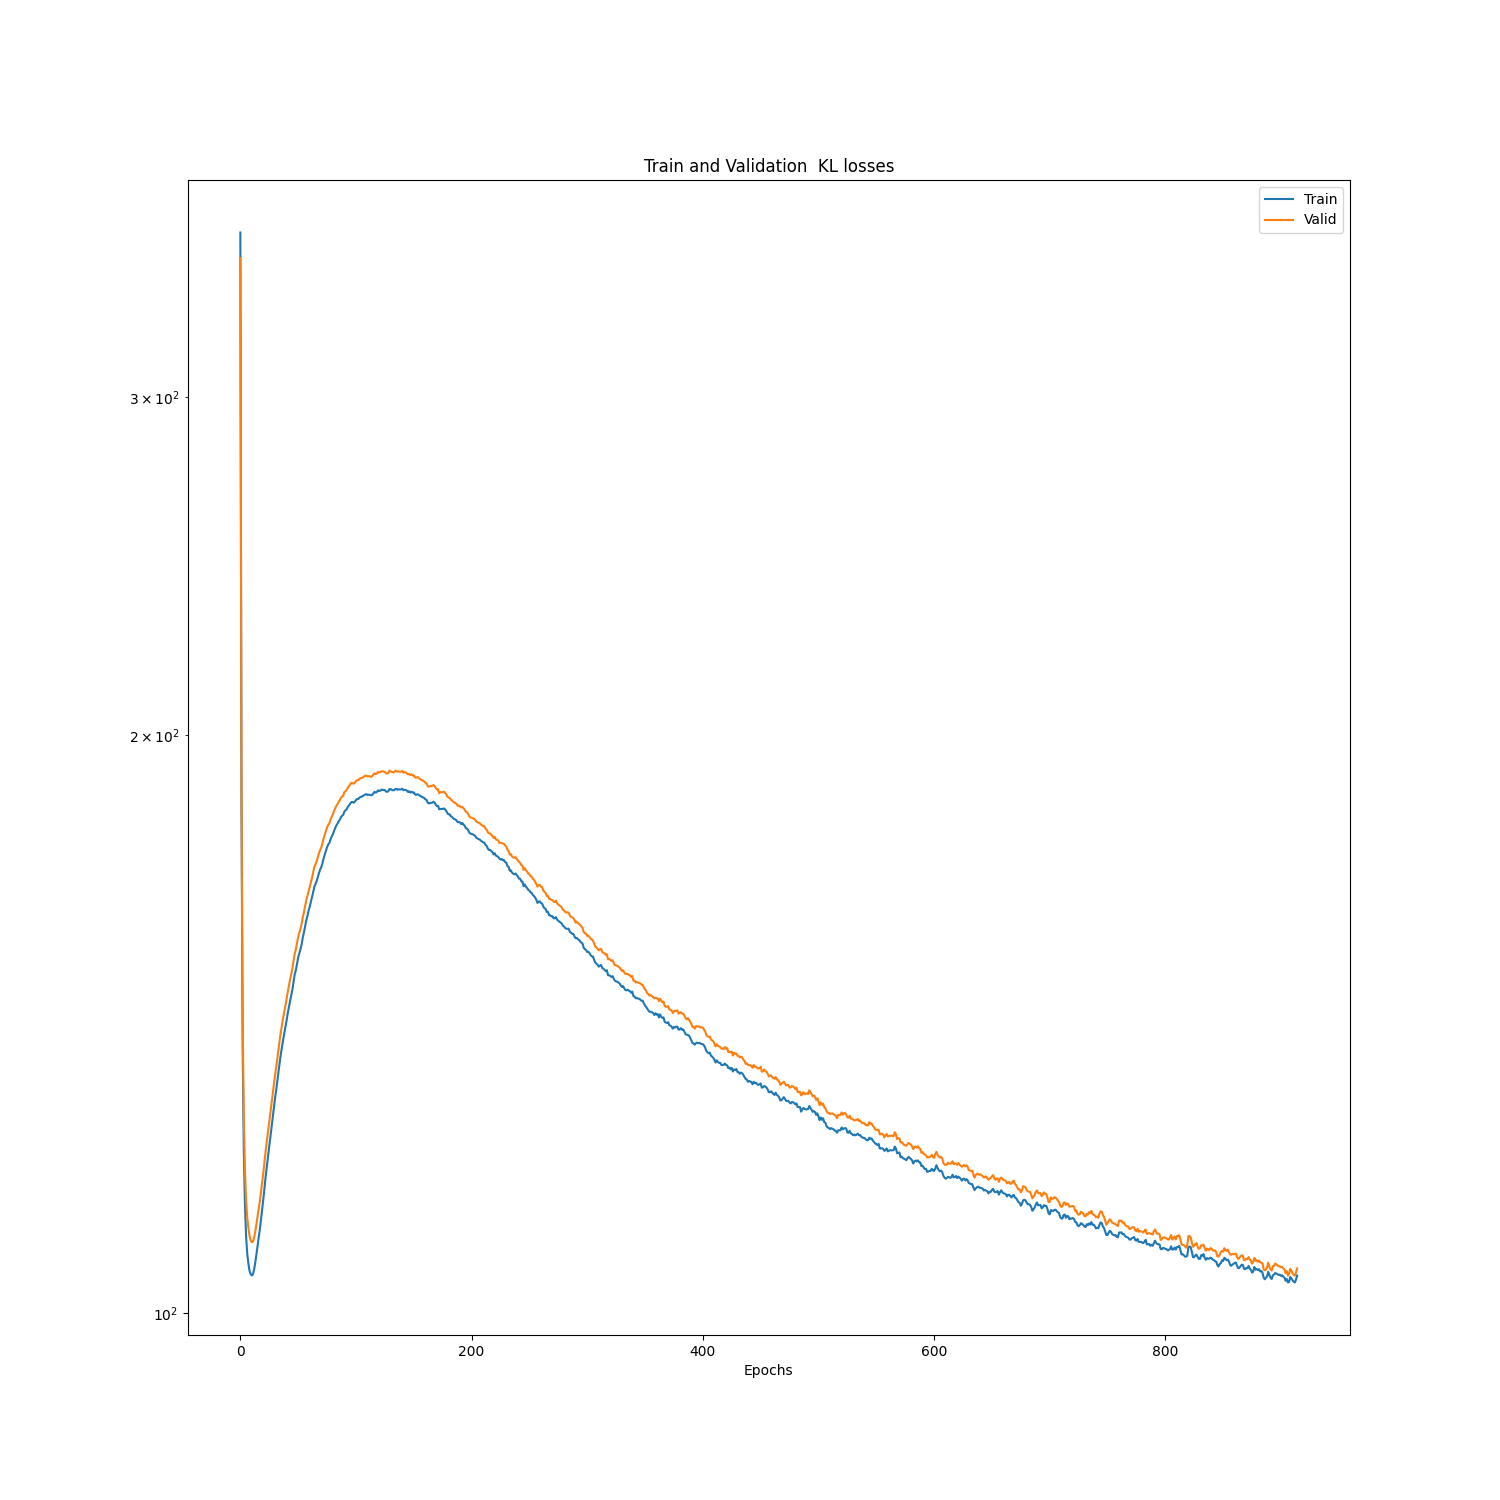 Train and Validation  KL losses
Train
Valid
3 × 10²
2 × 10²
10²
0 200 400 600 800
Epochs